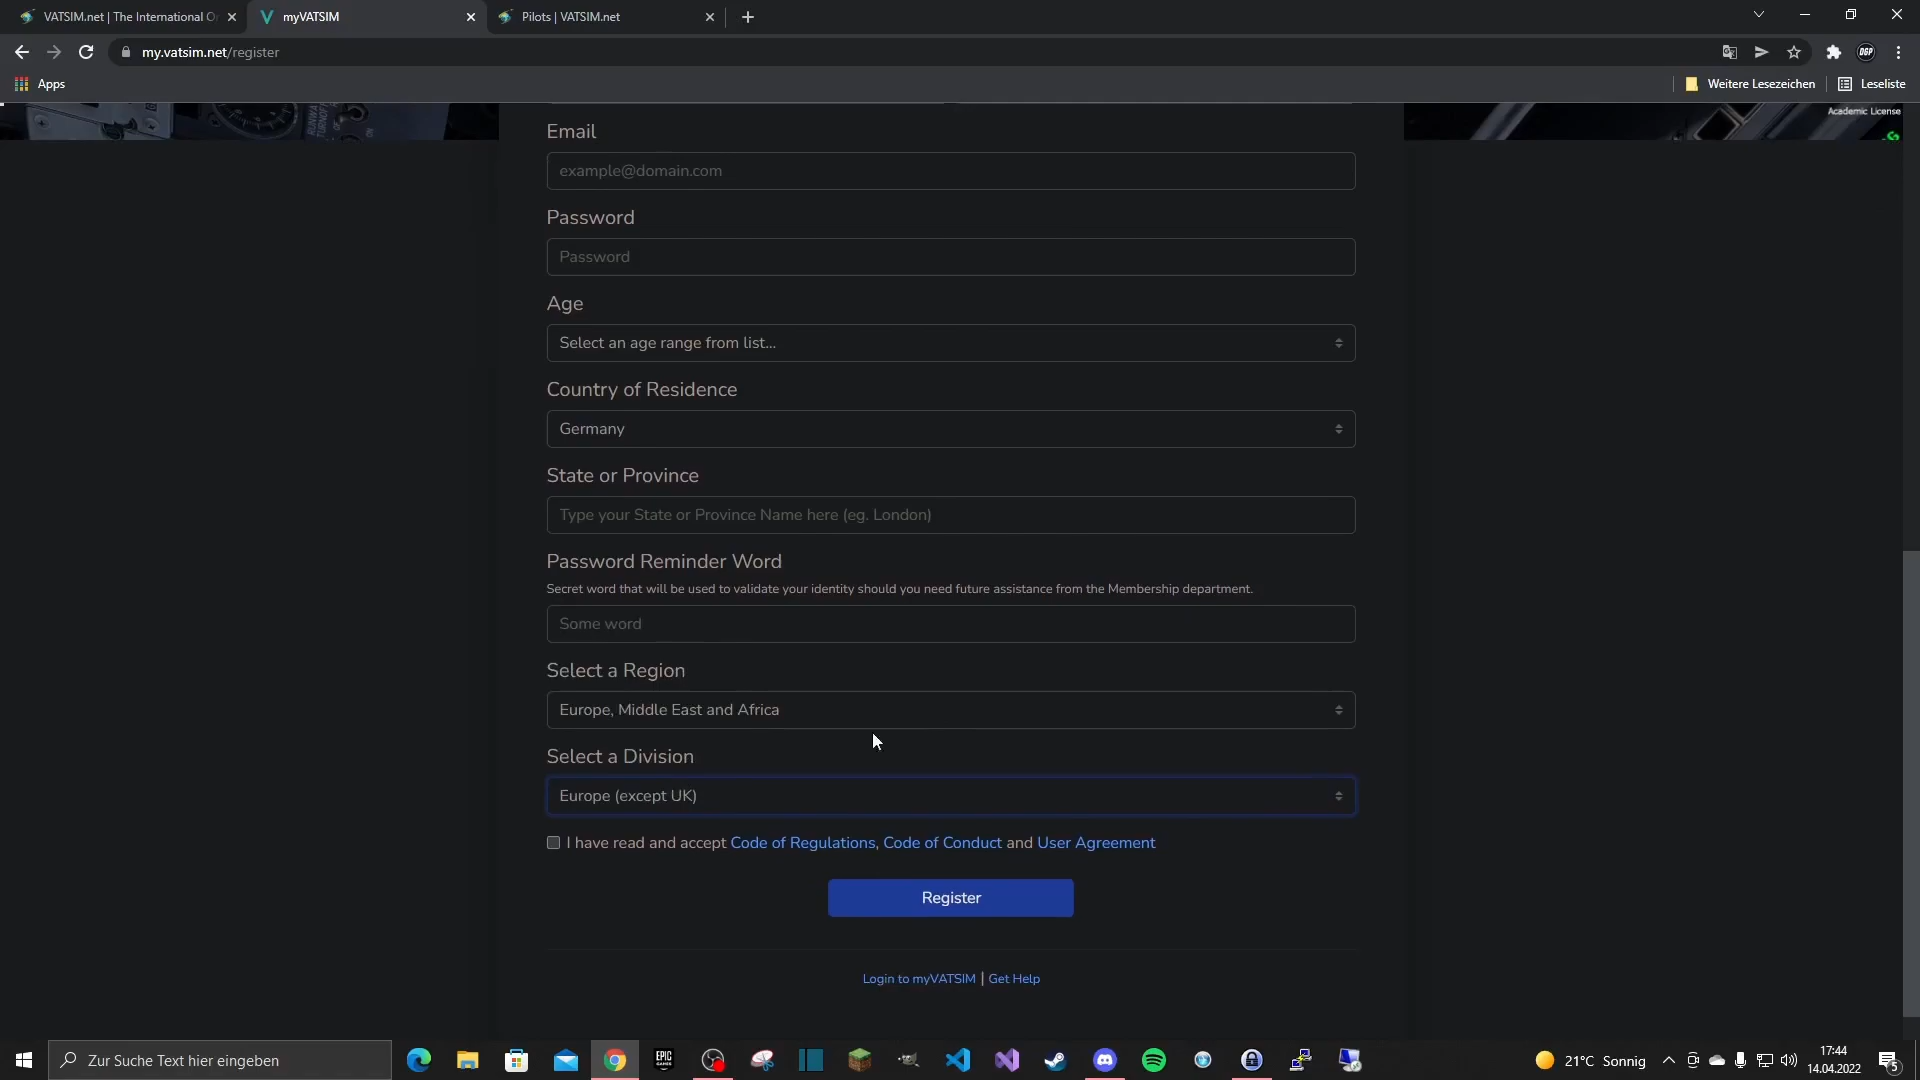 VATSIM.net | The International O
myVATSIM
Pilots | VATSIM.net
my.vatsim.net/register
Apps
Weitere Lesezeichen
Leseliste
Academic License
RUNWAY
TURNOFF
Email
example@domain.com
Password
Password
Age
Select an age range from list...
Country of Residence
Germany
State or Province
Type your State or Province Name here (eg. London)
Password Reminder Word
Secret word that will be used to validate your identity should you need future assistance from the Membership department.
Some word
Select a Region
Europe, Middle East and Africa
Select a Division
Europe (except UK)
I have read and accept Code of Regulations, Code of Conduct and User Agreement
Register
Login to myVATSIM | Get Help
Zur Suche Text hier eingeben
EPIC
GAMES
21°C Sonnig
17:44
14.04.2022
5